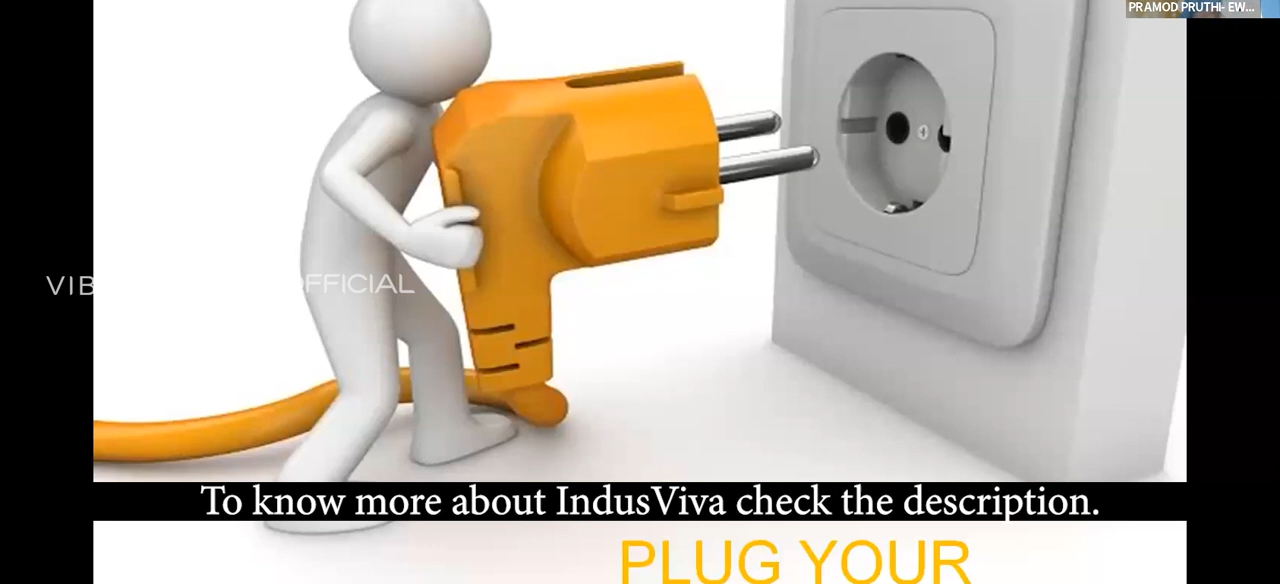 PRAMOD PRUTHI- EW...
VIB OFFICIAL
To know more about IndusViva check the description.
PLUG YOUR